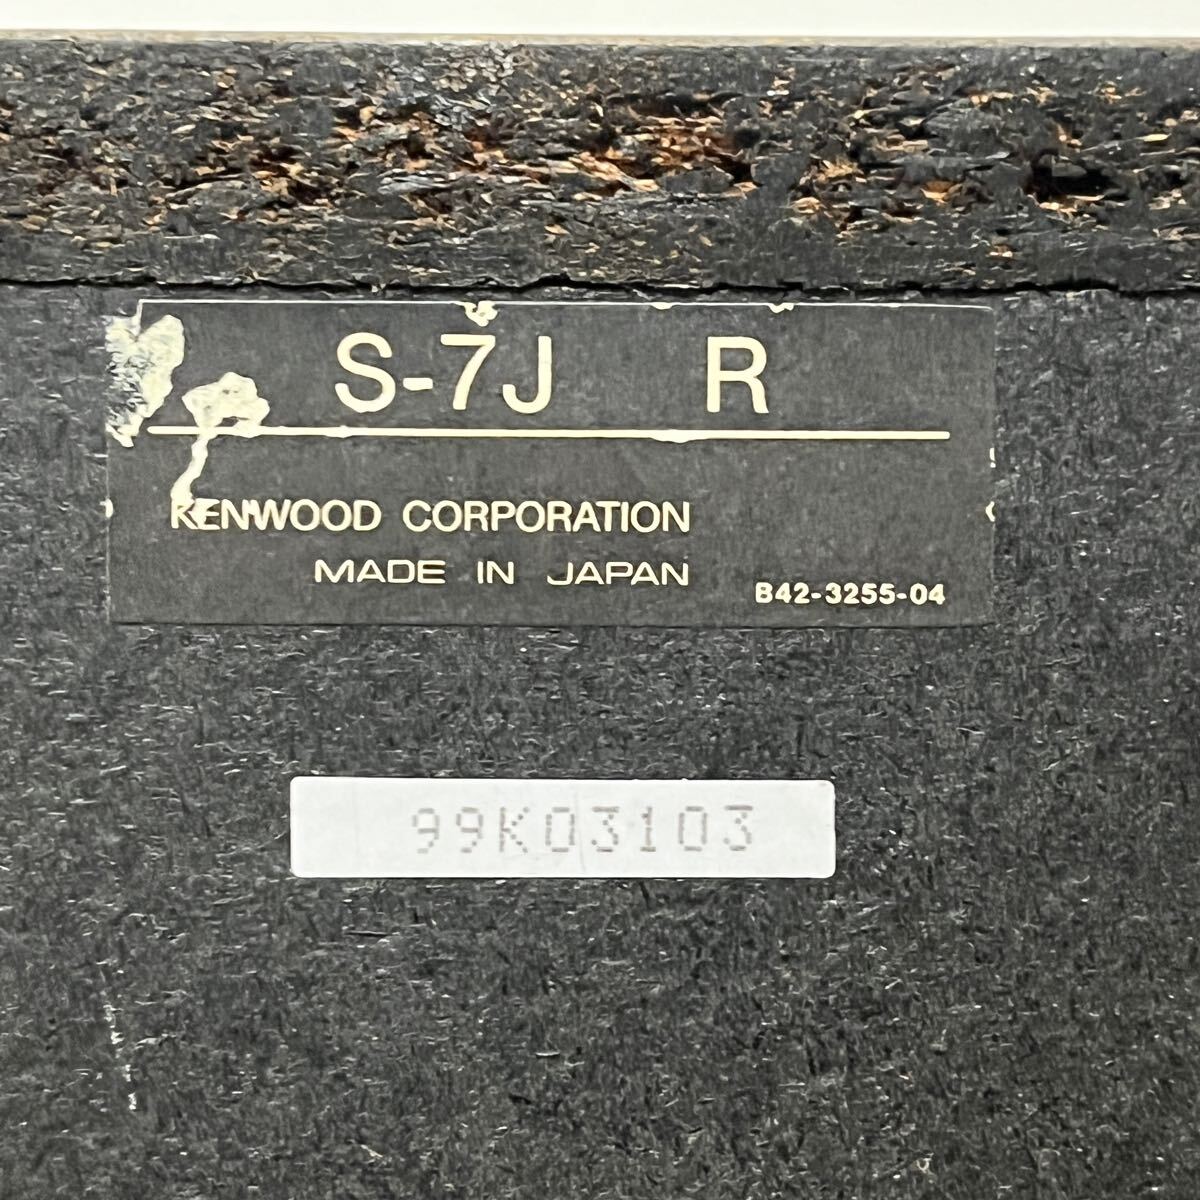 S-7J R
KENWOOD CORPORATION
MADE IN JAPAN
B42-3255-04
99K03103